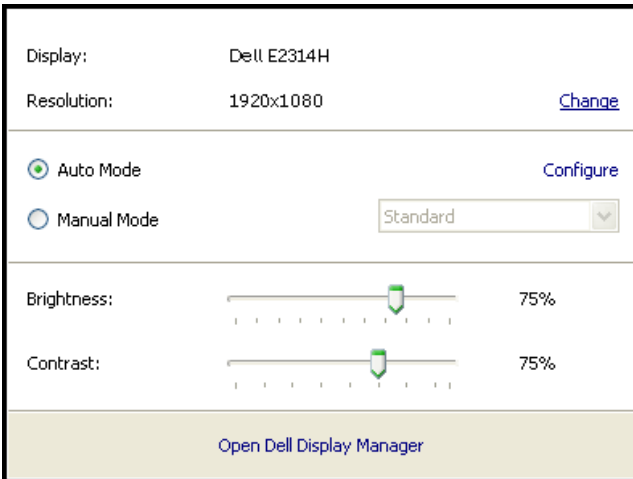 Display: Dell E2314H
Resolution: 1920x1080 Change
Auto Mode Configure
Manual Mode Standard
Brightness: 75%
Contrast: 75%
Open Dell Display Manager